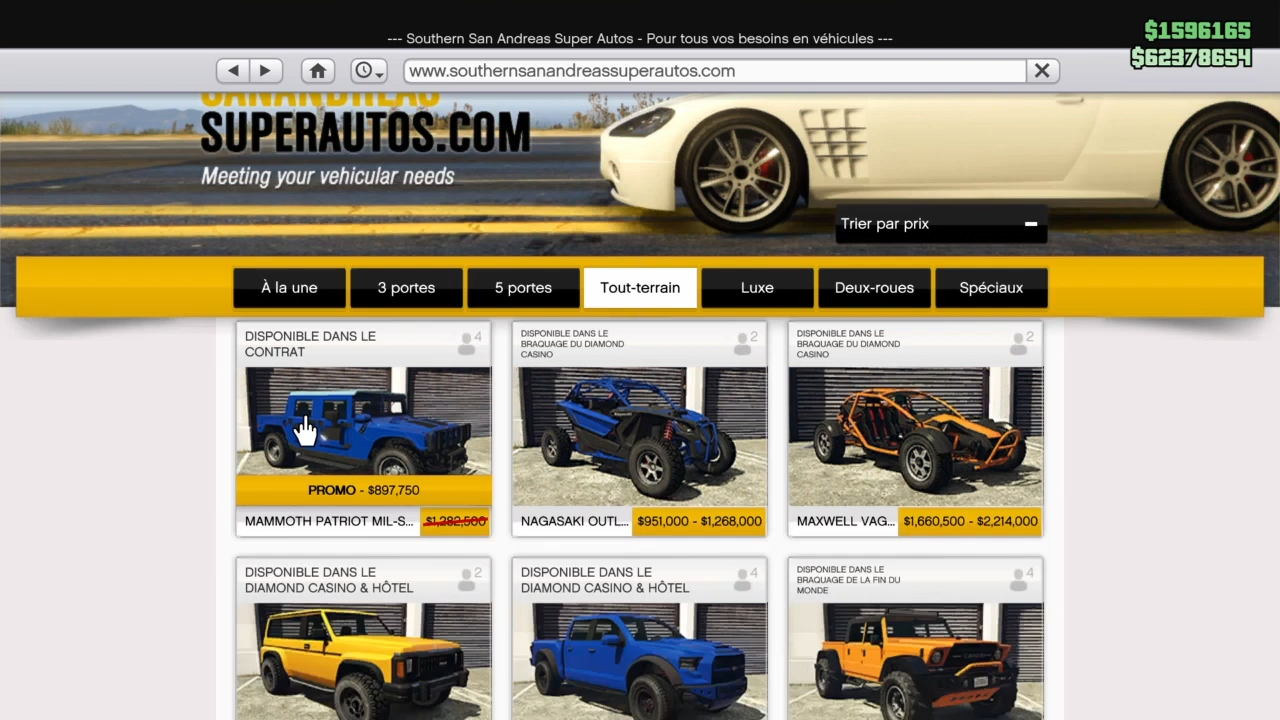 --- Southern San Andreas Super Autos - Pour tous vos besoins en véhicules ---
$1596165
$62378654
www.southernsanandreassuperautos.com
SANANDREAS
SUPERAUTOS.COM
Meeting your vehicular needs
Trier par prix
À la une
3 portes
5 portes
Tout-terrain
Luxe
Deux-roues
Spéciaux
DISPONIBLE DANS LE
CONTRAT
4
PROMO - $897,750
MAMMOTH PATRIOT MIL-S... $1,282,500
DISPONIBLE DANS LE
BRAQUAGE DU DIAMOND
CASINO
2
NAGASAKI OUTL... $951,000 - $1,268,000
DISPONIBLE DANS LE
BRAQUAGE DU DIAMOND
CASINO
2
MAXWELL VAG... $1,660,500 - $2,214,000
DISPONIBLE DANS LE
DIAMOND CASINO & HÔTEL
2
DISPONIBLE DANS LE
DIAMOND CASINO & HÔTEL
4
DISPONIBLE DANS LE
BRAQUAGE DE LA FIN DU
MONDE
4